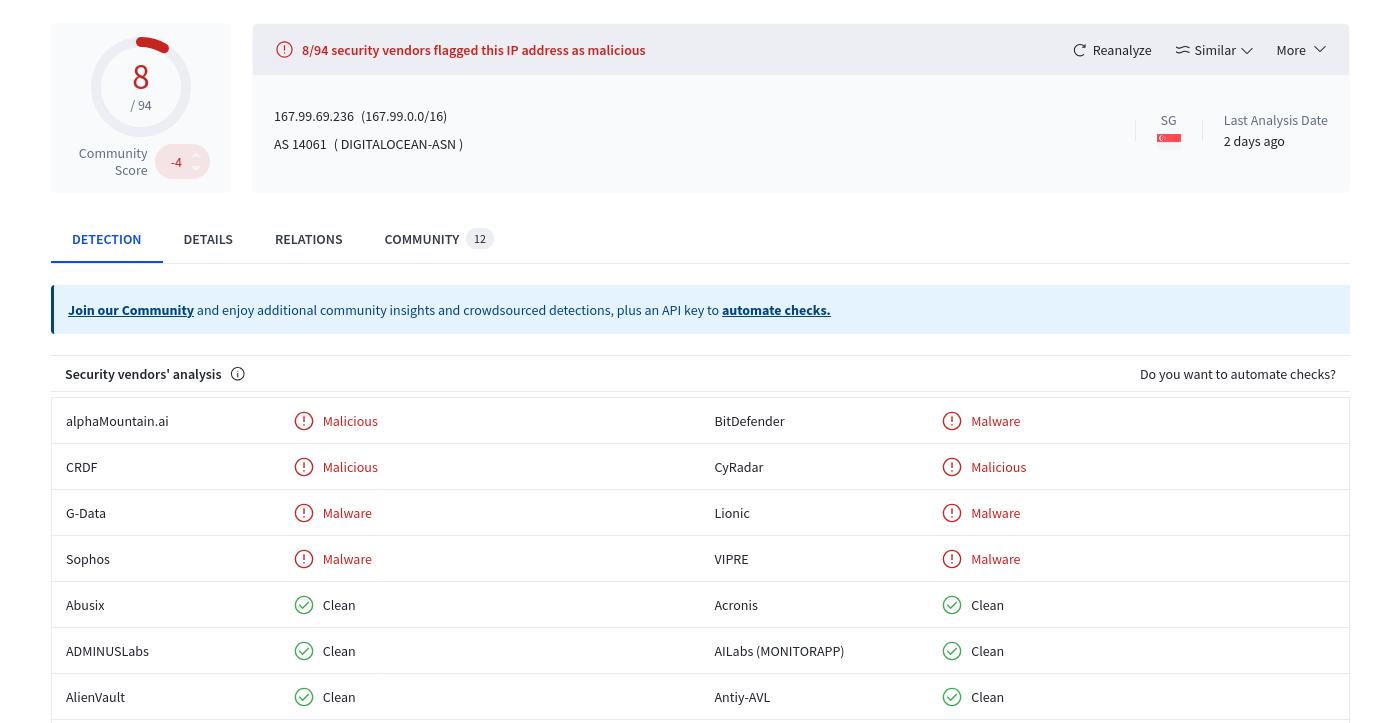 8
/ 94
Community
Score
-4
8/94 security vendors flagged this IP address as malicious
Reanalyze
Similar
More
167.99.69.236 (167.99.0.0/16)
AS 14061 ( DIGITALOCEAN-ASN )
SG
Last Analysis Date
2 days ago
DETECTION
DETAILS
RELATIONS
COMMUNITY 12
Join our Community and enjoy additional community insights and crowdsourced detections, plus an API key to automate checks.
Security vendors' analysis
Do you want to automate checks?
alphaMountain.ai Malicious BitDefender Malware
CRDF Malicious CyRadar Malicious
G-Data Malware Lionic Malware
Sophos Malware VIPRE Malware
Abusix Clean Acronis Clean
ADMINUSLabs Clean AILabs (MONITORAPP) Clean
AlienVault Clean Antiy-AVL Clean